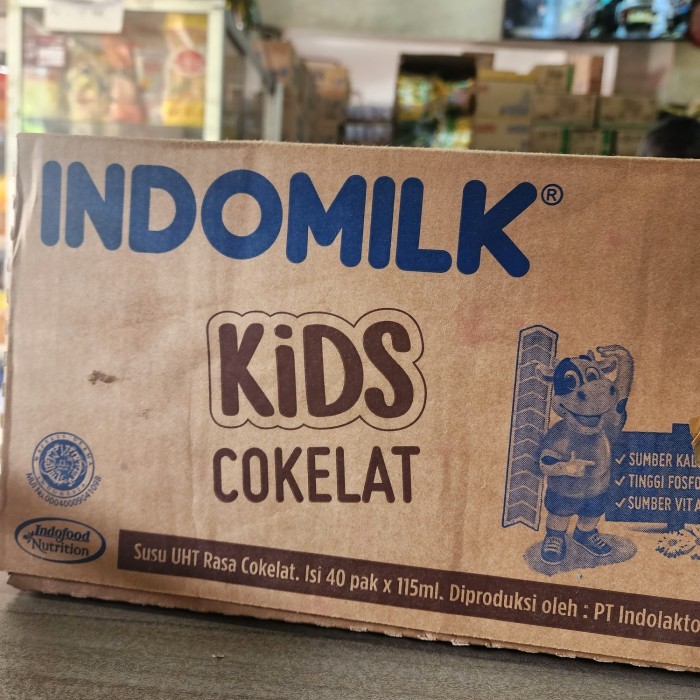 INDOMILK®
KiDS
COKELAT
✓ SUMBER KAL
✓ TINGGI FOSFO
✓ SUMBER VITA
Indofood
Nutrition
Susu UHT Rasa Cokelat. Isi 40 pak x 115ml. Diproduksi oleh : PT Indolakto